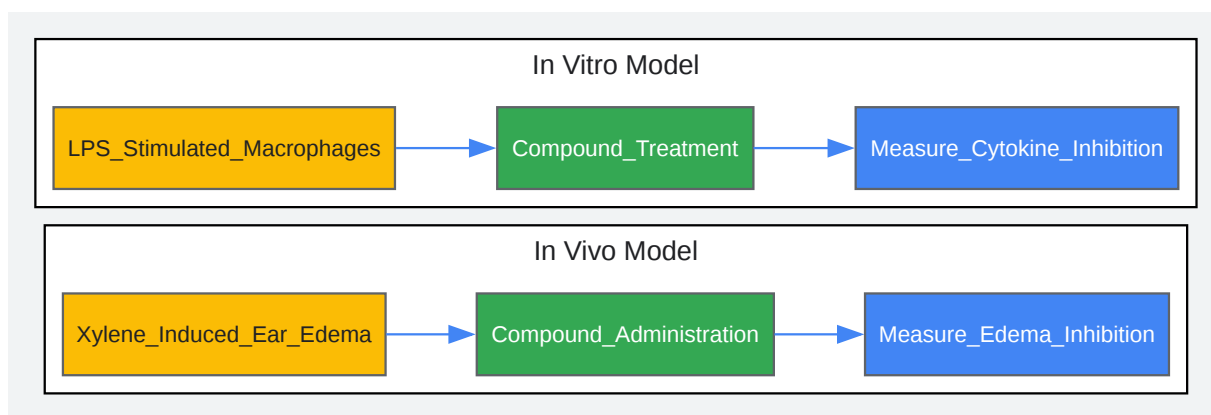 In Vitro Model
LPS_Stimulated_Macrophages
Compound_Treatment
Measure_Cytokine_Inhibition
In Vivo Model
Xylene_Induced_Ear_Edema
Compound_Administration
Measure_Edema_Inhibition